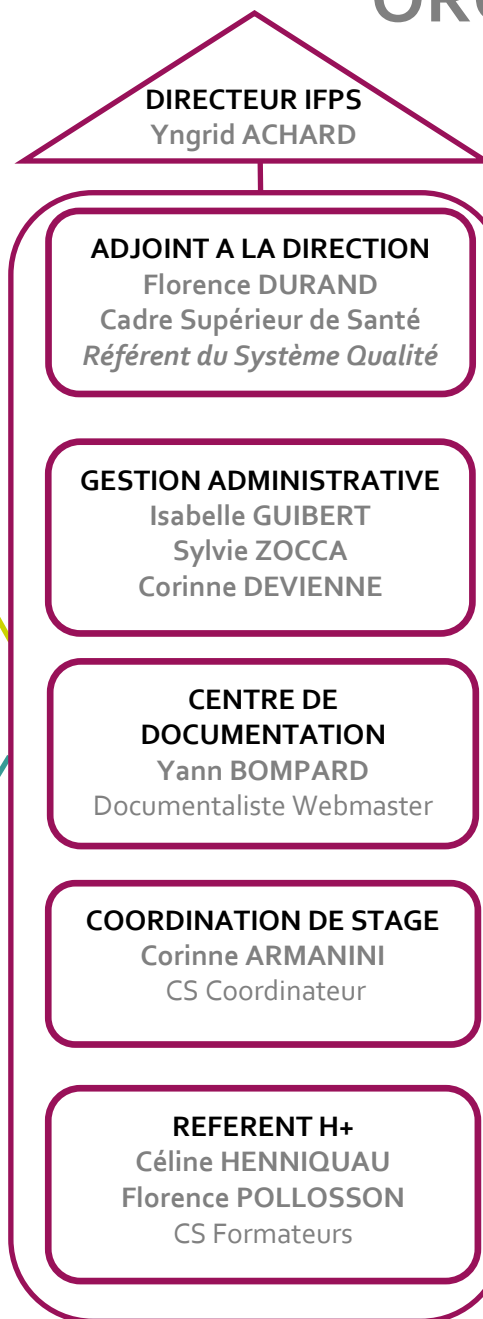 DIRECTEUR IFPS
Yngrid ACHARD
ADJOINT A LA DIRECTION
Florence DURAND
Cadre Supérieur de Santé
Référent du Système Qualité
GESTION ADMINISTRATIVE
Isabelle GUIBERT
Sylvie ZOCCA
Corinne DEVIENNE
CENTRE DE
DOCUMENTATION
Yann BOMPARD
Documentaliste Webmaster
COORDINATION DE STAGE
Corinne ARMANINI
CS Coordinateur
REFERENT H+
Céline HENNIQUAU
Florence POLLOSSON
CS Formateurs